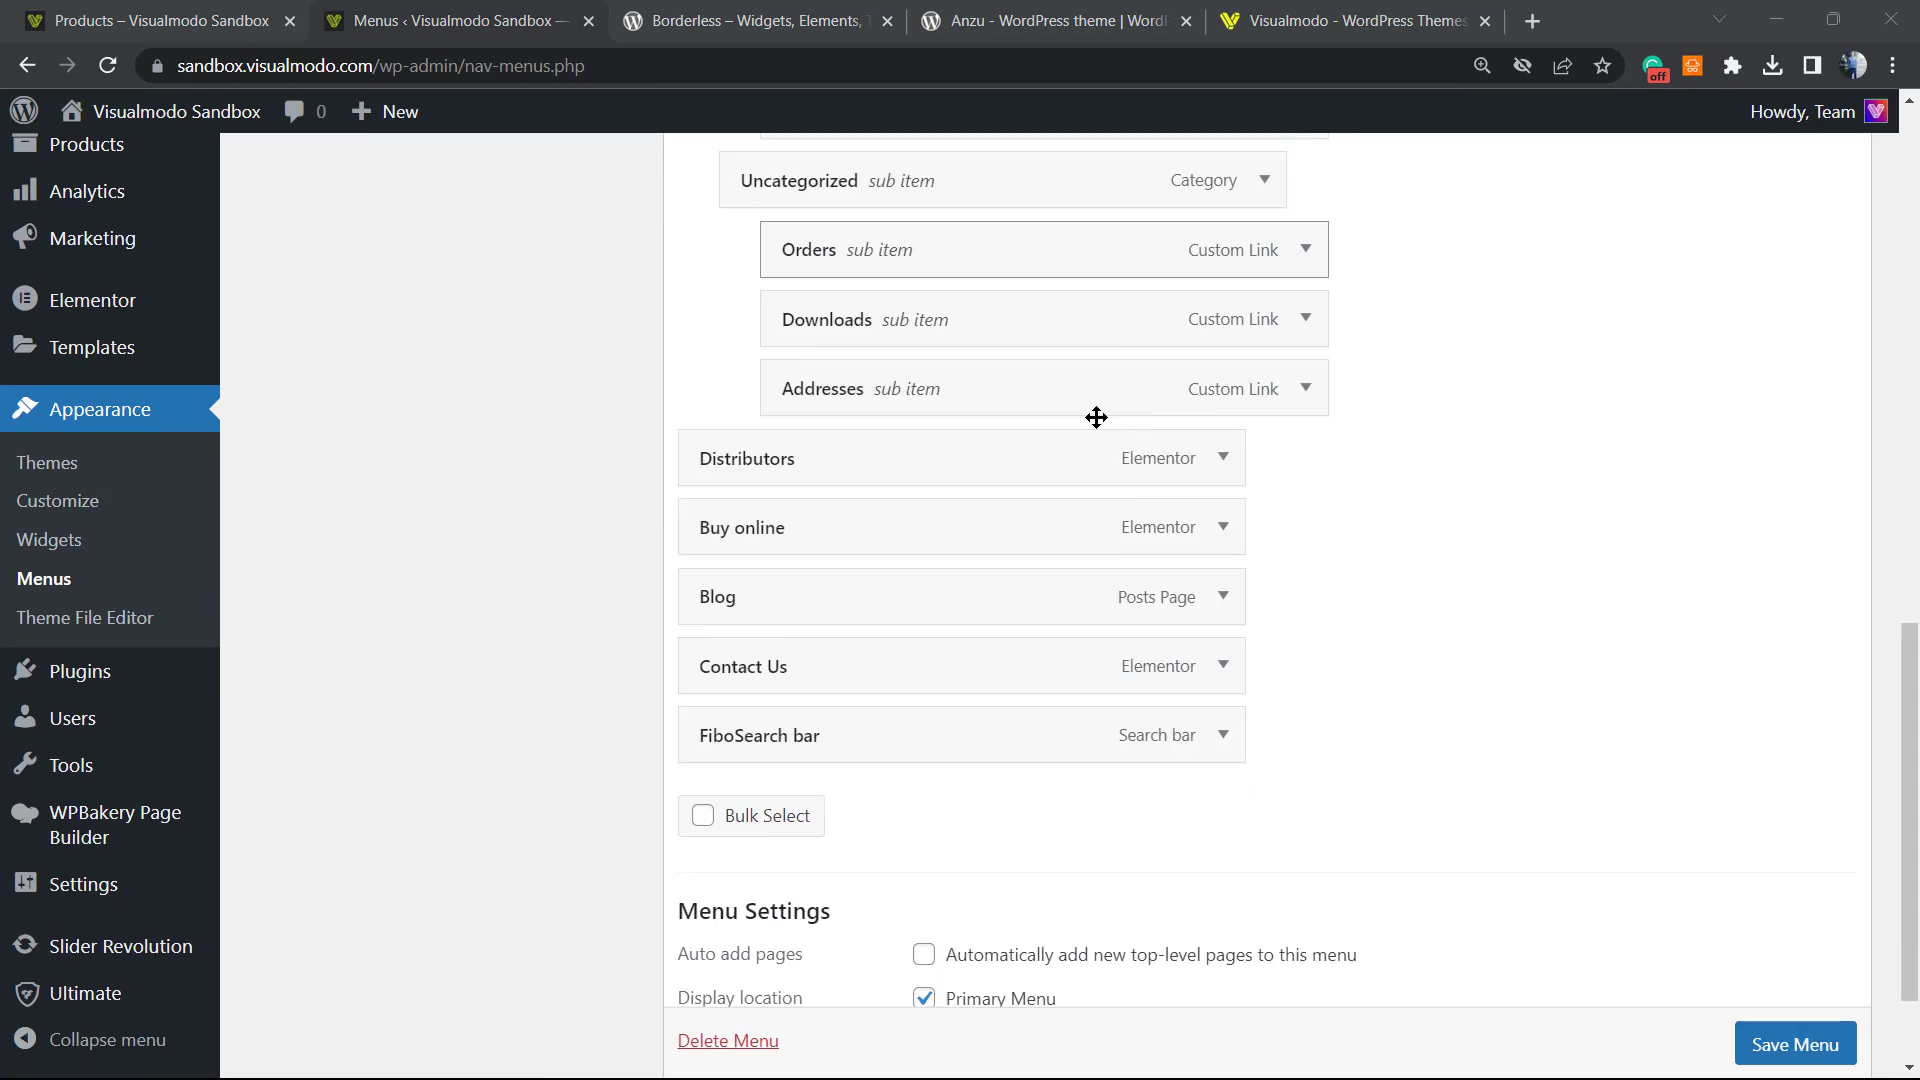 Products – Visualmodo Sandbox
Menus ‹ Visualmodo Sandbox —
Borderless – Widgets, Elements, T
Anzu - WordPress theme | WordP
Visualmodo - WordPress Themes
sandbox.visualmodo.com/wp-admin/nav-menus.php
off
Visualmodo Sandbox
0
New
Howdy, Team
Products
Analytics
Marketing
Elementor
Templates
Appearance
Themes
Customize
Widgets
Menus
Theme File Editor
Plugins
Users
Tools
WPBakery Page
Builder
Settings
Slider Revolution
Ultimate
Collapse menu
Uncategorized sub item Category
Orders sub item Custom Link
Downloads sub item Custom Link
Addresses sub item Custom Link
Distributors Elementor
Buy online Elementor
Blog Posts Page
Contact Us Elementor
FiboSearch bar Search bar
Bulk Select
Menu Settings
Auto add pages Automatically add new top-level pages to this menu
Display location Primary Menu
Delete Menu
Save Menu